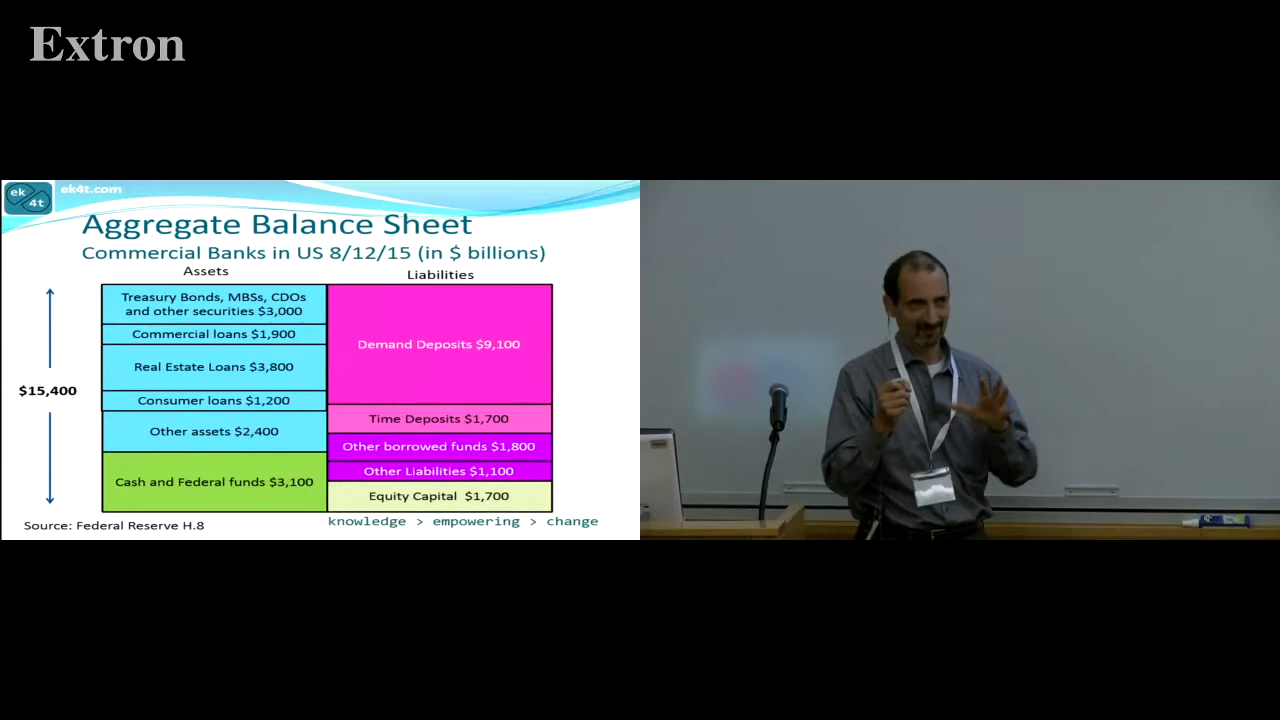 Extron
ek
4t
ek4t.com
Aggregate Balance Sheet
Commercial Banks in US 8/12/15 (in $ billions)
Assets
Liabilities
$15,400
Treasury Bonds, MBSs, CDOs
and other securities $3,000
Commercial loans $1,900
Real Estate Loans $3,800
Consumer loans $1,200
Other assets $2,400
Cash and Federal funds $3,100
Demand Deposits $9,100
Time Deposits $1,700
Other borrowed funds $1,800
Other Liabilities $1,100
Equity Capital $1,700
Source: Federal Reserve H.8
knowledge > empowering > change